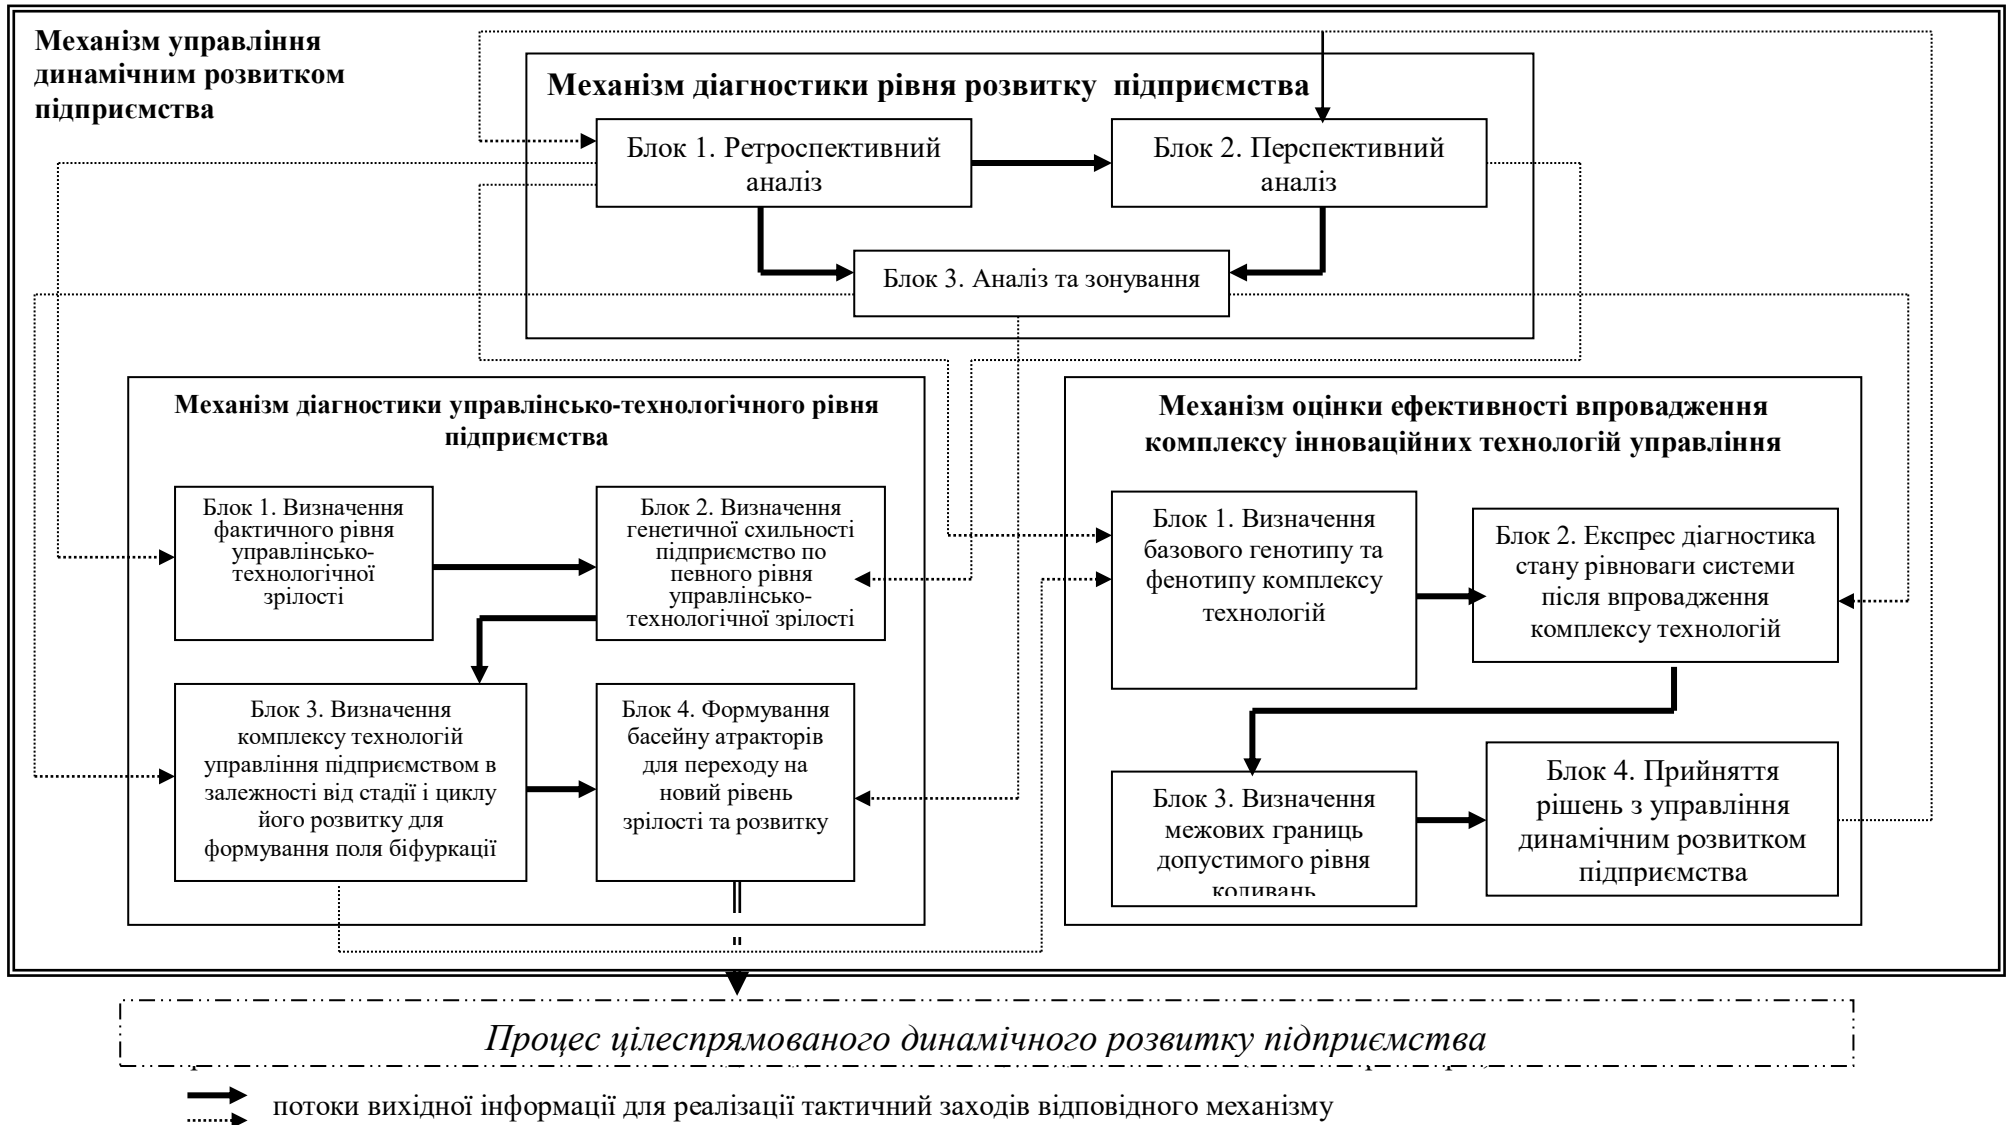 Механізм управління
динамічним розвитком
підприємства
Механізм діагностики рівня розвитку підприємства
Блок 1. Ретроспективний
аналіз
Блок 2. Перспективний
аналіз
Блок 3. Аналіз та зонування
Механізм діагностики управлінсько-технологічного рівня
підприємства
Блок 1. Визначення
фактичного рівня
управлінсько-
технологічної
зрілості
Блок 2. Визначення
генетичної схильності
підприємство по
певного рівня
управлінсько-
технологічної зрілості
Блок 3. Визначення
комплексу технологій
управління підприємством в
залежності від стадії і циклу
його розвитку для
формування поля біфуркації
Блок 4. Формування
басейну атракторів
для переходу на
новий рівень
зрілості та розвитку
Механізм оцінки ефективності впровадження
комплексу інноваційних технологій управління
Блок 1. Визначення
базового генотипу та
фенотипу комплексу
технологій
Блок 2. Експрес діагностика
стану рівноваги системи
після впровадження
комплексу технологій
Блок 3. Визначення
межових границь
допустимого рівня
коливань
Блок 4. Прийняття
рішень з управління
динамічним розвитком
підприємства
Процес цілеспрямованого динамічного розвитку підприємства
потоки вихідної інформації для реалізації тактичний заходів відповідного механізму